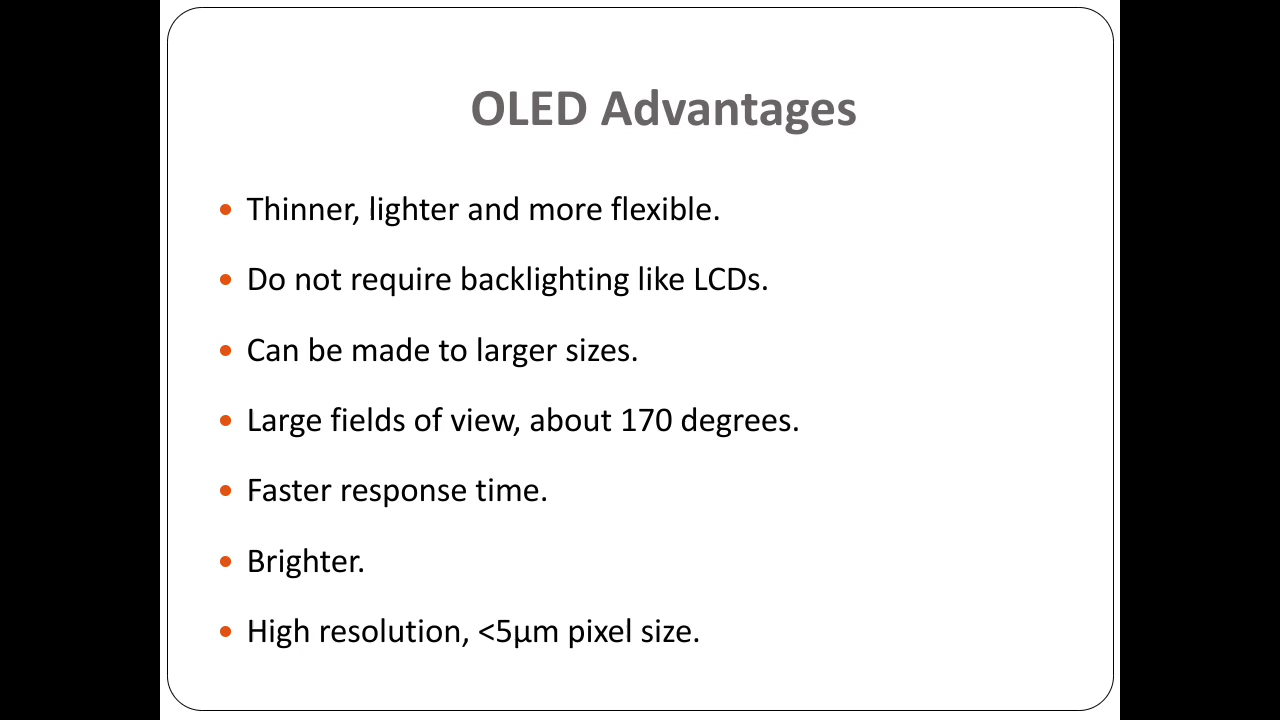 OLED Advantages
• Thinner, lighter and more flexible.
• Do not require backlighting like LCDs.
• Can be made to larger sizes.
• Large fields of view, about 170 degrees.
• Faster response time.
• Brighter.
• High resolution, <5µm pixel size.